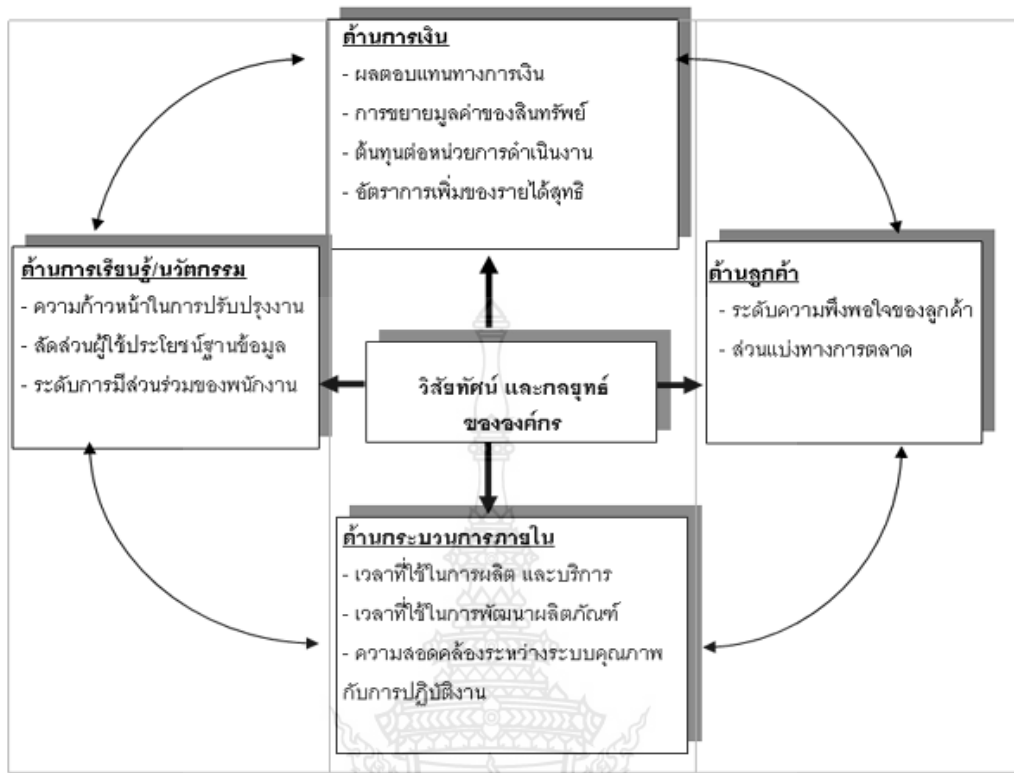 ด้านการเงิน
- ผลตอบแทนทางการเงิน
- การขยายมูลค่าของสินทรัพย์
- ต้นทุนต่อหน่วยการดำเนินงาน
- อัตราการเพิ่มของรายได้สุทธิ
ด้านการเรียนรู้/นวัตกรรม
- ความก้าวหน้าในการปรับปรุงงาน
- สัดส่วนผู้ใช้ประโยชน์ฐานข้อมูล
- ระดับการมีส่วนร่วมของพนักงาน
วิสัยทัศน์ และกลยุทธ์
ขององค์กร
ด้านลูกค้า
- ระดับความพึงพอใจของลูกค้า
- ส่วนแบ่งทางการตลาด
ด้านกระบวนการภายใน
- เวลาที่ใช้ในการผลิต และบริการ
- เวลาที่ใช้ในการพัฒนาผลิตภัณฑ์
- ความสอดคล้องระหว่างระบบคุณภาพ
กับการปฏิบัติงาน